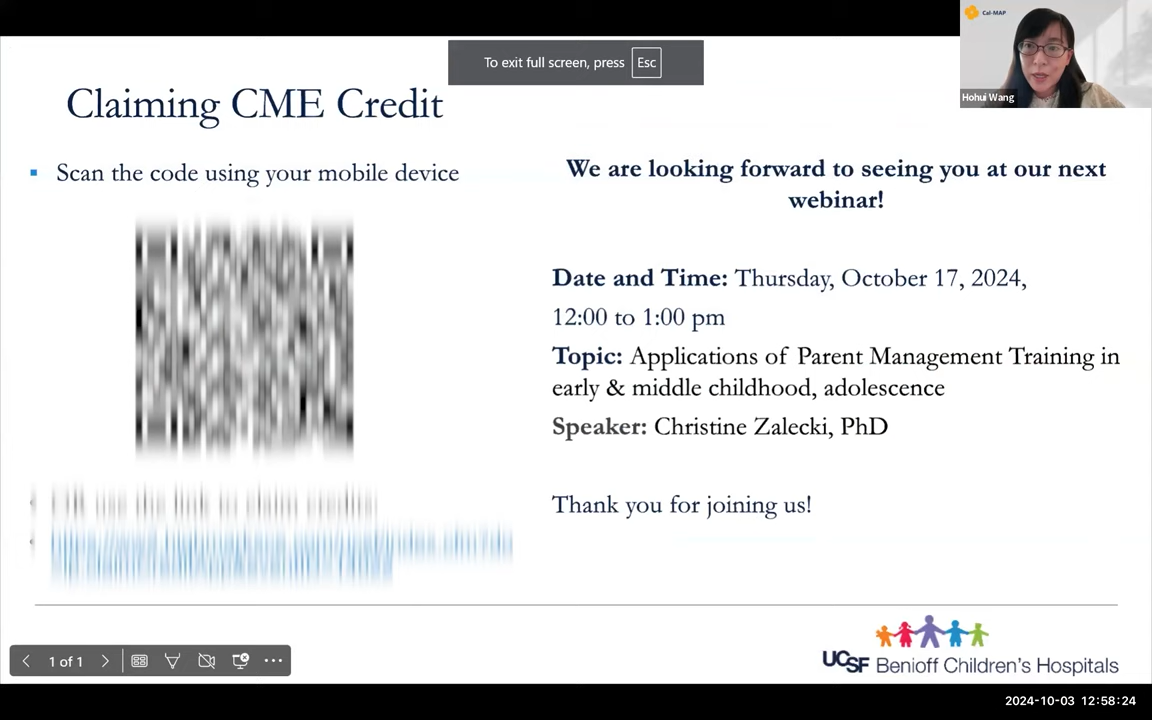 Cal-MAP
Hohui Wang
To exit full screen, press Esc
Claiming CME Credit
▪ Scan the code using your mobile device
We are looking forward to seeing you at our next
webinar!
Date and Time: Thursday, October 17, 2024,
12:00 to 1:00 pm
Topic: Applications of Parent Management Training in
early & middle childhood, adolescence
Speaker: Christine Zalecki, PhD
Thank you for joining us!
1 of 1
UCSF Benioff Children's Hospitals
2024-10-03 12:58:24